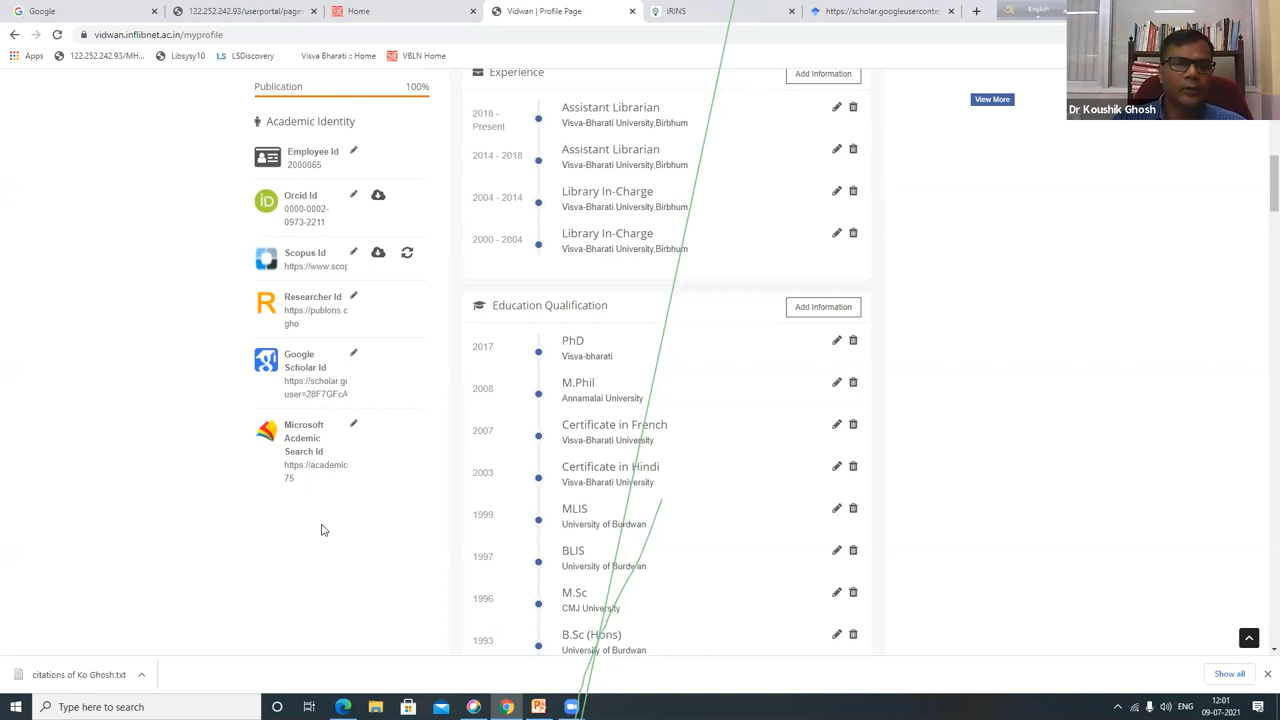 Google
122.252.242.93/userportal/pages
Home
Vidwan | Profile Page
IRINS
https://scholar.googleuserconte
English
vidwan.inflibnet.ac.in/myprofile
Apps
122.252.242.93/MH...
Libsysy10
LS LSDiscovery
Visva Bharati :: Home
VBLN Home
Dr Koushik Ghosh
Publication 100%
Academic Identity
Employee Id
2000065
Orcid Id
0000-0002-
0973-2211
Scopus Id
https://www.scop
Researcher Id
https://publons.c
gho
Google
Scholar Id
https://scholar.go
user=28F7GFcA
Microsoft
Acdemic
Search Id
https://academic
75
Experience
Add Information
2018 -
Present
Assistant Librarian
Visva-Bharati University,Birbhum
2014 - 2018
Assistant Librarian
Visva-Bharati University,Birbhum
2004 - 2014
Library In-Charge
Visva-Bharati University,Birbhum
2000 - 2004
Library In-Charge
Visva-Bharati University,Birbhum
Education Qualification
Add Information
2017
PhD
Visva-bharati
2008
M.Phil
Annamalai University
2007
Certificate in French
Visva-Bharati University
2003
Certificate in Hindi
Visva-Bharati University
1999
MLIS
University of Burdwan
1997
BLIS
University of Burdwan
1996
M.Sc
CMJ University
1993
B.Sc (Hons)
University of Burdwan
View More
citations of Ko Ghosh.txt
Show all
Type here to search
ENG
12:01
09-07-2021